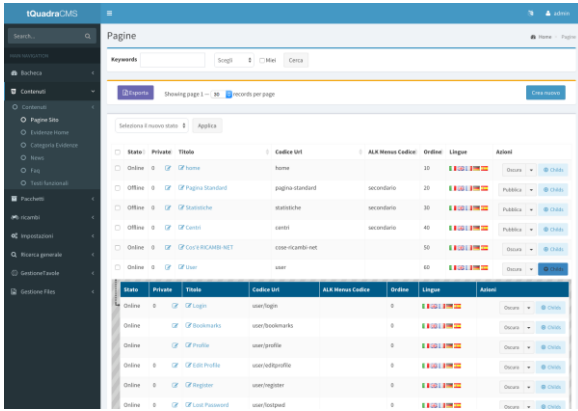 tQuadraCMS
admin
Search...
Pagine
Home
Pagine
MAIN NAVIGATION
Keywords
Scegli
Miei
Cerca
Bacheca
Contenuti
Esporta
Showing page 1 — 30 records per page
Crea nuovo
Contenuti
Pagine Sito
Evidenze Home
Categoria Evidenze
News
Faq
Testi funzionali
Pacchetti
ricambi
Impostazioni
Ricerca generale
GestioneTavole
Gestione Files
Seleziona il nuovo stato
Applica
Stato Private Titolo Codice Url ALK Menus Codice Ordine Lingue Azioni
Online 0 home home 10 Oscura Childs
Offline 0 Pagina Standard pagina-standard secondario 20 Pubblica Childs
Offline 0 Statistiche statistiche secondario 30 Pubblica Childs
Offline 0 Centri centri secondario 40 Pubblica Childs
Online 0 Cos'è RICAMBI-NET cose-ricambi-net 50 Oscura Childs
Online 0 User user 60 Oscura Childs
Stato Private Titolo Codice Url ALK Menus Codice Ordine Lingue Azioni
Online 0 Login user/login 0 Oscura Childs
Online Bookmarks user/bookmarks 0 Oscura Childs
Online Profile user/profile 0 Oscura Childs
Online 0 Edit Profile user/editprofile 0 Oscura Childs
Online 0 Register user/register 0 Oscura Childs
Online 0 Lost Password user/lostpwd 0 Oscura Childs